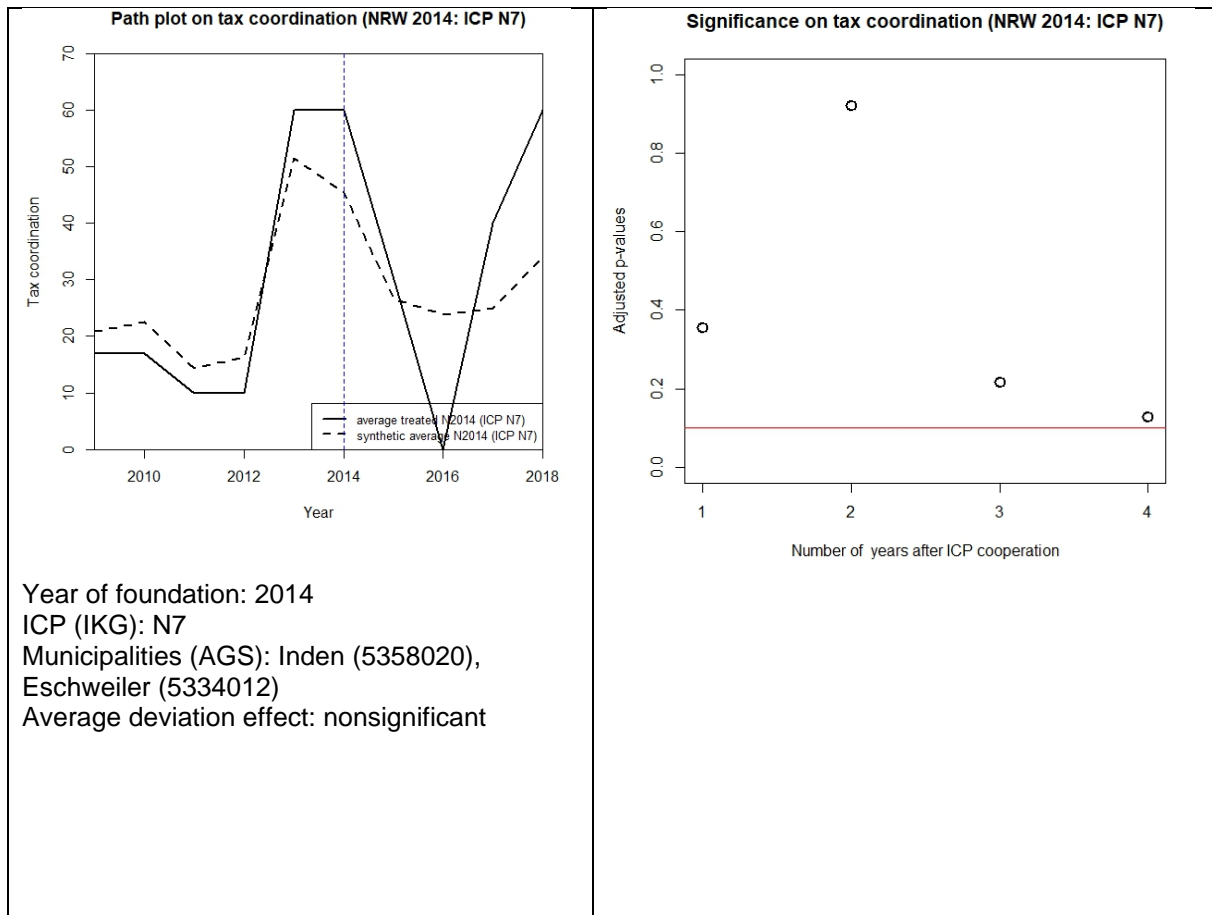 Path plot on tax coordination (NRW 2014: ICP N7)
70
60
50
40
30
20
10
0
Tax coordination
average treated N2014 (ICP N7)
synthetic average N2014 (ICP N7)
2010
2012
2014
2016
2018
Year
Year of foundation: 2014
ICP (IKG): N7
Municipalities (AGS): Inden (5358020),
Eschweiler (5334012)
Average deviation effect: nonsignificant
Significance on tax coordination (NRW 2014: ICP N7)
1.0
0.8
0.6
0.4
0.2
0.0
Adjusted p-values
1
2
3
4
Number of years after ICP cooperation